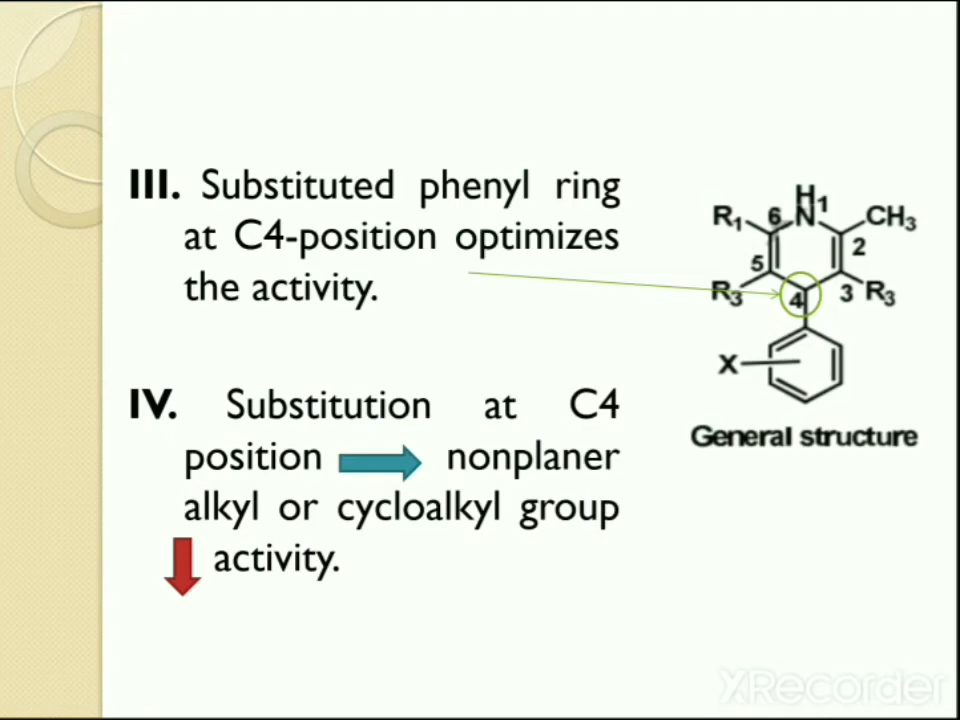 III. Substituted phenyl ring
at C4-position optimizes
the activity.
IV. Substitution at C4
position nonplaner
alkyl or cycloalkyl group
activity.
H
R1 6 N 1 CH3
5 2
R3 4 3 R3
X
General structure
XRecorder